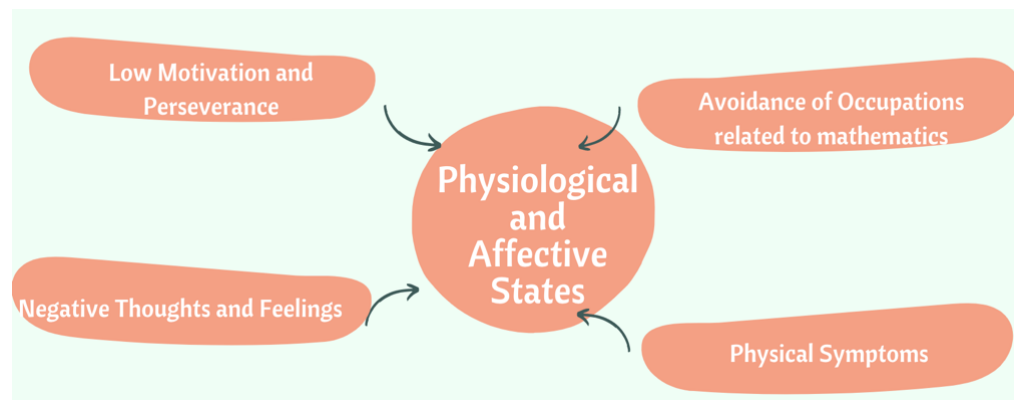 Low Motivation and
Perseverance
Avoidance of Occupations
related to mathematics
Physiological
and
Affective
States
Negative Thoughts and Feelings
Physical Symptoms